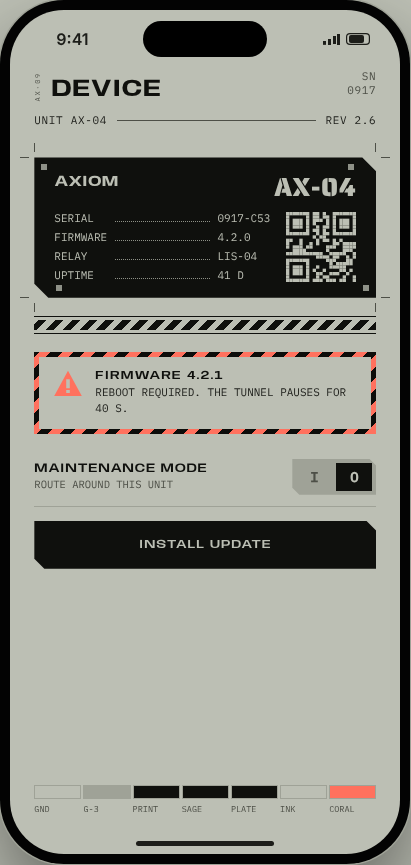 9:41
AX-09
DEVICE
SN
0917
UNIT AX-04
REV 2.6
AXIOM
AX-04
SERIAL 0917-C53
FIRMWARE 4.2.0
RELAY LIS-04
UPTIME 41 D
FIRMWARE 4.2.1
REBOOT REQUIRED. THE TUNNEL PAUSES FOR
40 S.
MAINTENANCE MODE
ROUTE AROUND THIS UNIT
I O
INSTALL UPDATE
GND G-3 PRINT SAGE PLATE INK CORAL